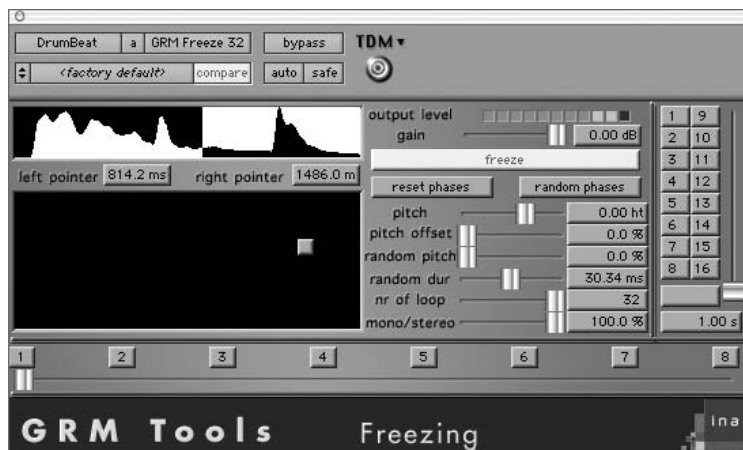 DrumBeat a GRM Freeze 32 bypass TDM
<factory default> compare auto safe
output level
gain 0.00 dB
freeze
left pointer 814.2 ms right pointer 1486.0 m
reset phases random phases
pitch 0.00 ht
pitch offset 0.0 %
random pitch 0.0 %
random dur 30.34 ms
nr of loop 32
mono/stereo 100.0 %
1 9
2 10
3 11
4 12
5 13
6 14
7 15
8 16
1.00 s
1 2 3 4 5 6 7 8
GRM Tools Freezing ina